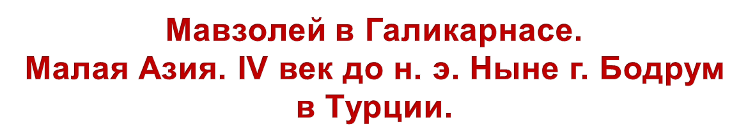 Мавзолей в Галикарнасе.
Малая Азия. IV век до н. э. Ныне г. Бодрум
в Турции.